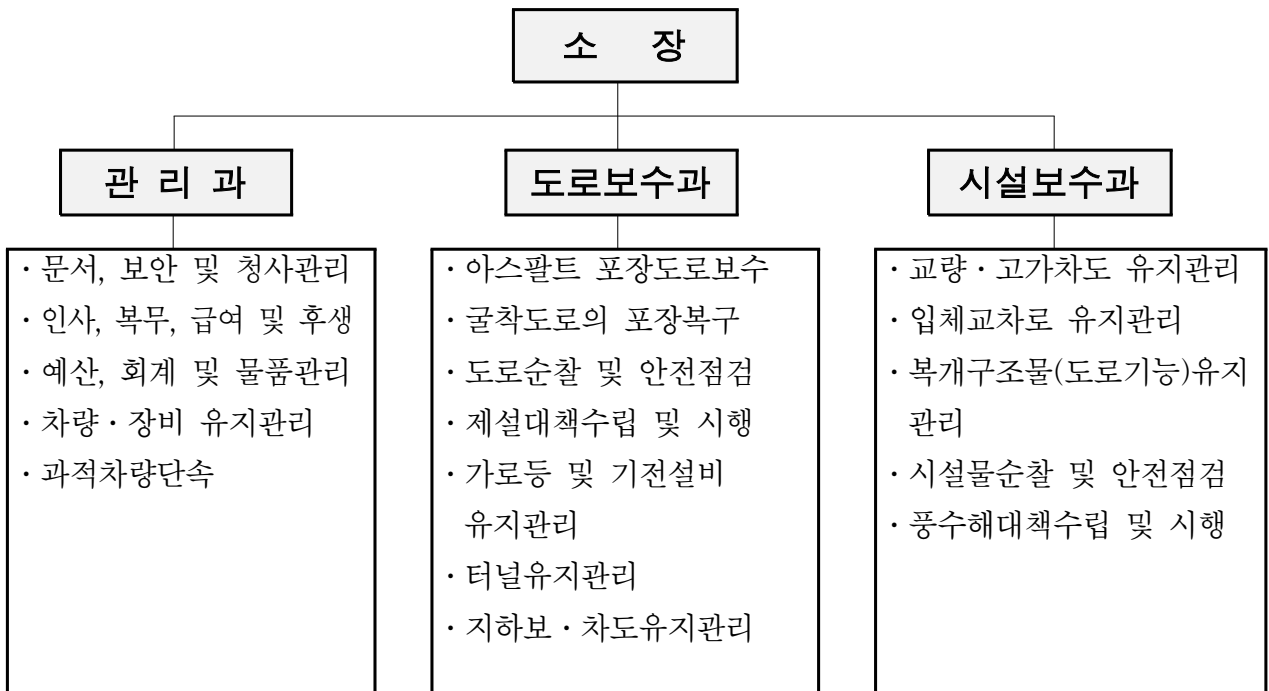 소 장
관 리 과
도로보수과
시설보수과
· 문서, 보안 및 청사관리
· 인사, 복무, 급여 및 후생
· 예산, 회계 및 물품관리
· 차량 · 장비 유지관리
· 과적차량단속
· 아스팔트 포장도로보수
· 굴착도로의 포장복구
· 도로순찰 및 안전점검
· 제설대책수립 및 시행
· 가로등 및 기전설비
유지관리
· 터널유지관리
· 지하보 · 차도유지관리
· 교량 · 고가차도 유지관리
· 입체교차로 유지관리
· 복개구조물(도로기능)유지
관리
· 시설물순찰 및 안전점검
· 풍수해대책수립 및 시행